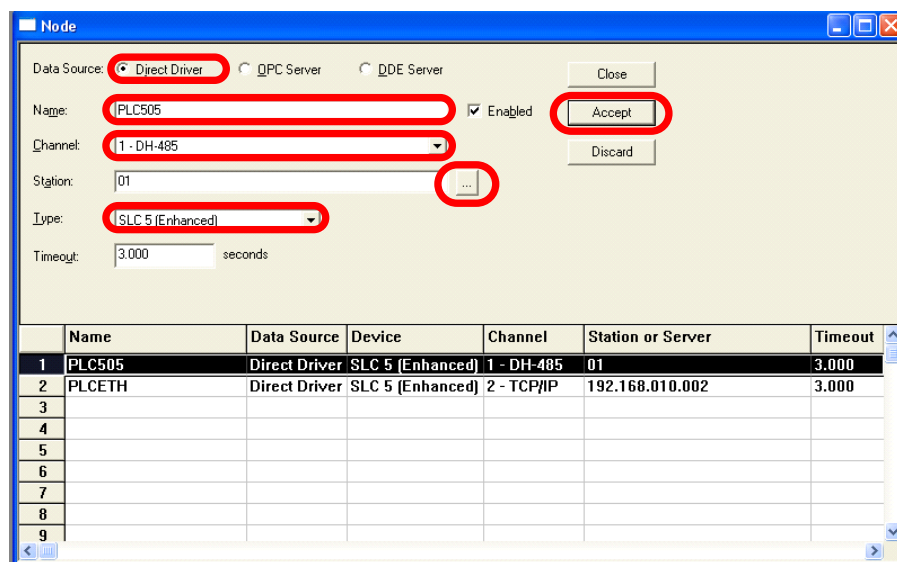 Node
Data Source: Direct Driver OPC Server DDE Server Close
Name: PLC505 Enabled Accept
Channel: 1 - DH-485 Discard
Station: 01 ...
Type: SLC 5 (Enhanced)
Timeout: 3.000 seconds
Name Data Source Device Channel Station or Server Timeout
1 PLC505 Direct Driver SLC 5 (Enhanced) 1 - DH-485 01 3.000
2 PLCETH Direct Driver SLC 5 (Enhanced) 2 - TCP/IP 192.168.010.002 3.000
3
4
5
6
7
8
9